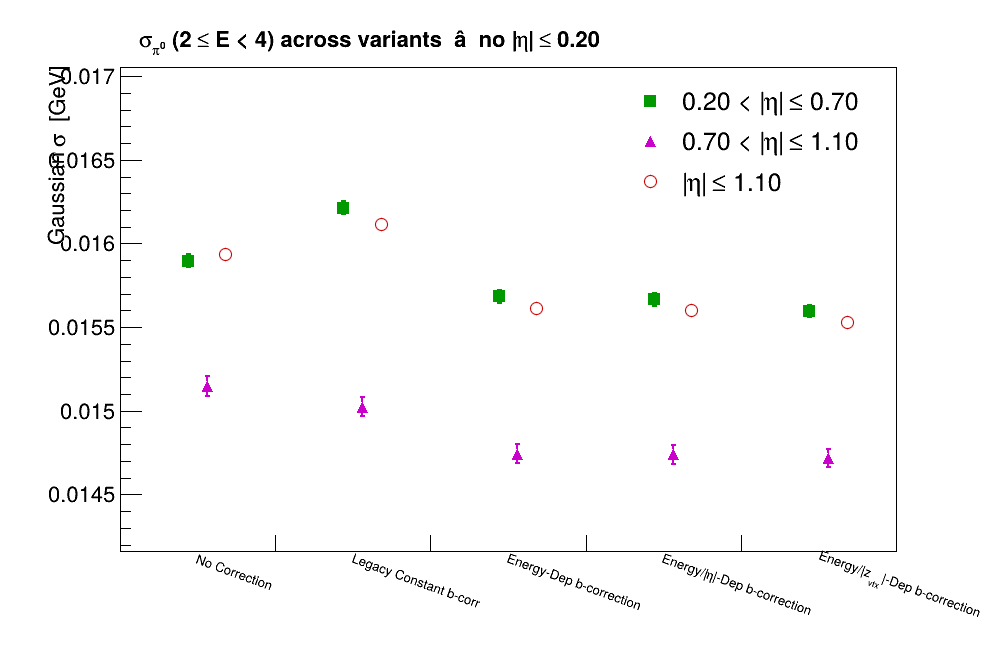 σπ⁰ (2 ≤ E < 4) across variants â no |η| ≤ 0.20
Gaussian σ [GeV]
0.017
0.0165
0.016
0.0155
0.015
0.0145
0.20 < |η| ≤ 0.70
0.70 < |η| ≤ 1.10
|η| ≤ 1.10
No Correction
Legacy Constant b-corr
Energy-Dep b-correction
Energy/|η|-Dep b-correction
Energy/|z_vtx|-Dep b-correction